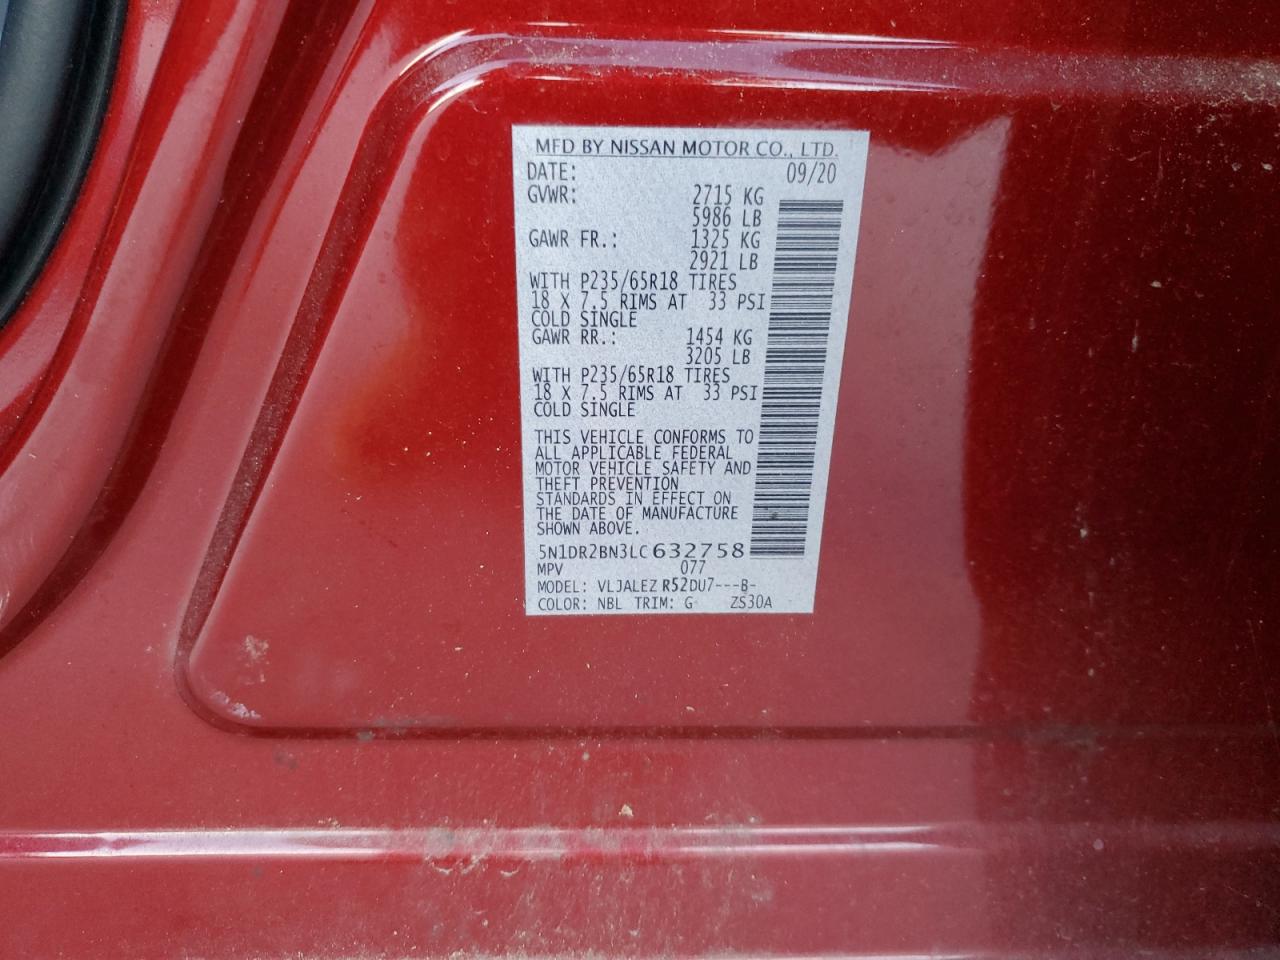 MFD BY NISSAN MOTOR CO., LTD.
DATE: 09/20
GVWR: 2715 KG
5986 LB
GAWR FR.: 1325 KG
2921 LB
WITH P235/65R18 TIRES
18 X 7.5 RIMS AT 33 PSI
COLD SINGLE
GAWR RR.: 1454 KG
3205 LB
WITH P235/65R18 TIRES
18 X 7.5 RIMS AT 33 PSI
COLD SINGLE
THIS VEHICLE CONFORMS TO
ALL APPLICABLE FEDERAL
MOTOR VEHICLE SAFETY AND
THEFT PREVENTION
STANDARDS IN EFFECT ON
THE DATE OF MANUFACTURE
SHOWN ABOVE.
5N1DR2BN3LC632758
MPV 077
MODEL: VLJALEZ R52DU7---B-
COLOR: NBL TRIM: G ZS30A